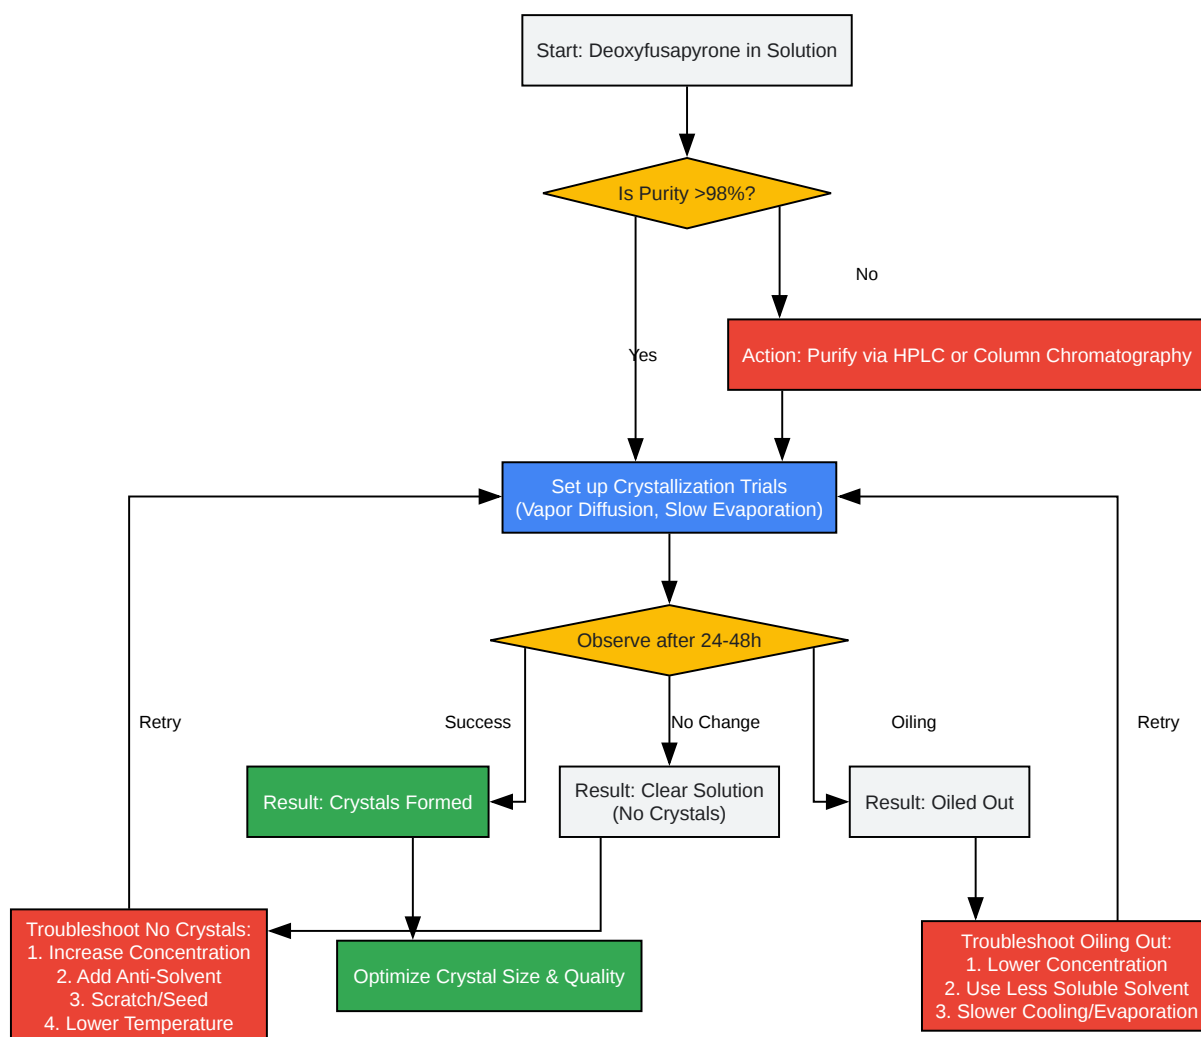 Start: Deoxyfusapyrone in Solution
Is Purity >98%?
No
Yes
Action: Purify via HPLC or Column Chromatography
Set up Crystallization Trials
(Vapor Diffusion, Slow Evaporation)
Observe after 24-48h
Retry
Success
No Change
Oiling
Retry
Result: Crystals Formed
Result: Clear Solution
(No Crystals)
Result: Oiled Out
Troubleshoot No Crystals:
1. Increase Concentration
2. Add Anti-Solvent
3. Scratch/Seed
4. Lower Temperature
Optimize Crystal Size & Quality
Troubleshoot Oiling Out:
1. Lower Concentration
2. Use Less Soluble Solvent
3. Slower Cooling/Evaporation